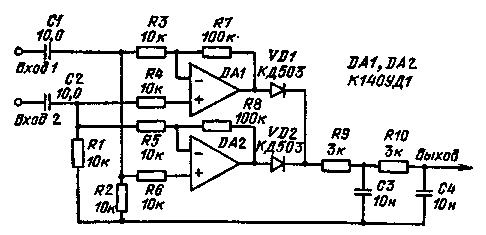 C1
10,0
Вход 1
C2
10,0
Вход 2
R1
10к
R2
10к
R3
10к
R4
10к
R5
10к
R6
10к
R7
100к
DA1
R8
100к
DA2
VD1
КД503
VD2
КД503
DA1, DA2
К140УД1
R9
3к
R10
3к
Выход
C3
10н
C4
10н